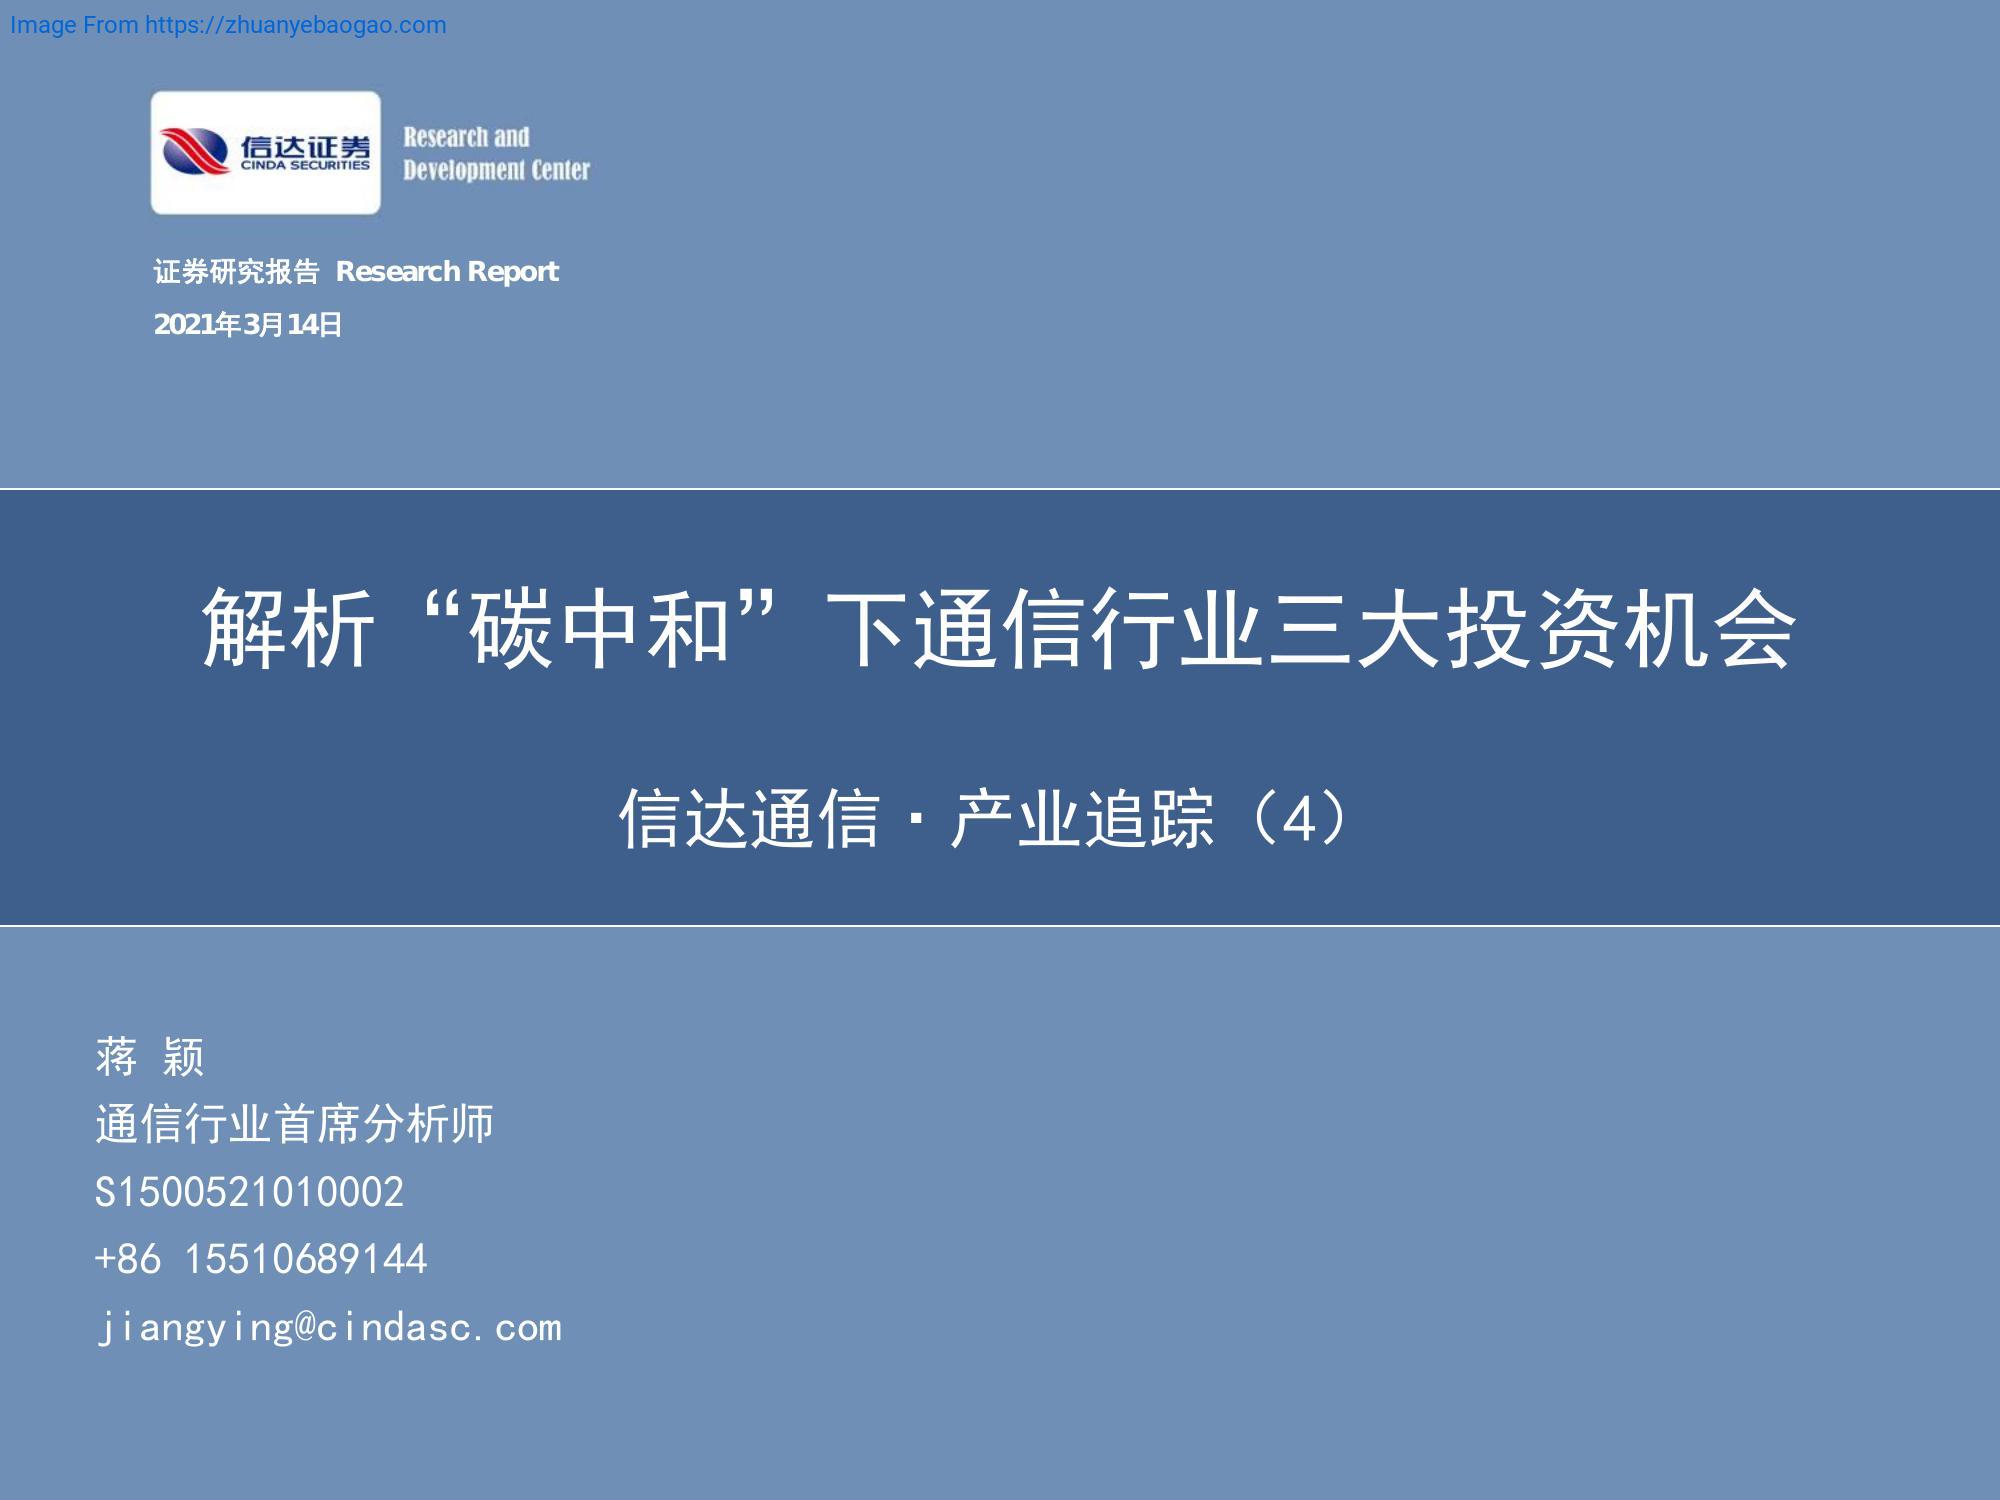 Image From https://zhuanyebaogao.com
信达证券
CINDA SECURITIES
Research and
Development Center
证券研究报告 Research Report
2021年3月14日
解析“碳中和”下通信行业三大投资机会
信达通信·产业追踪（4）
蒋 颖
通信行业首席分析师
S1500521010002
+86 15510689144
jiangying@cindasc.com